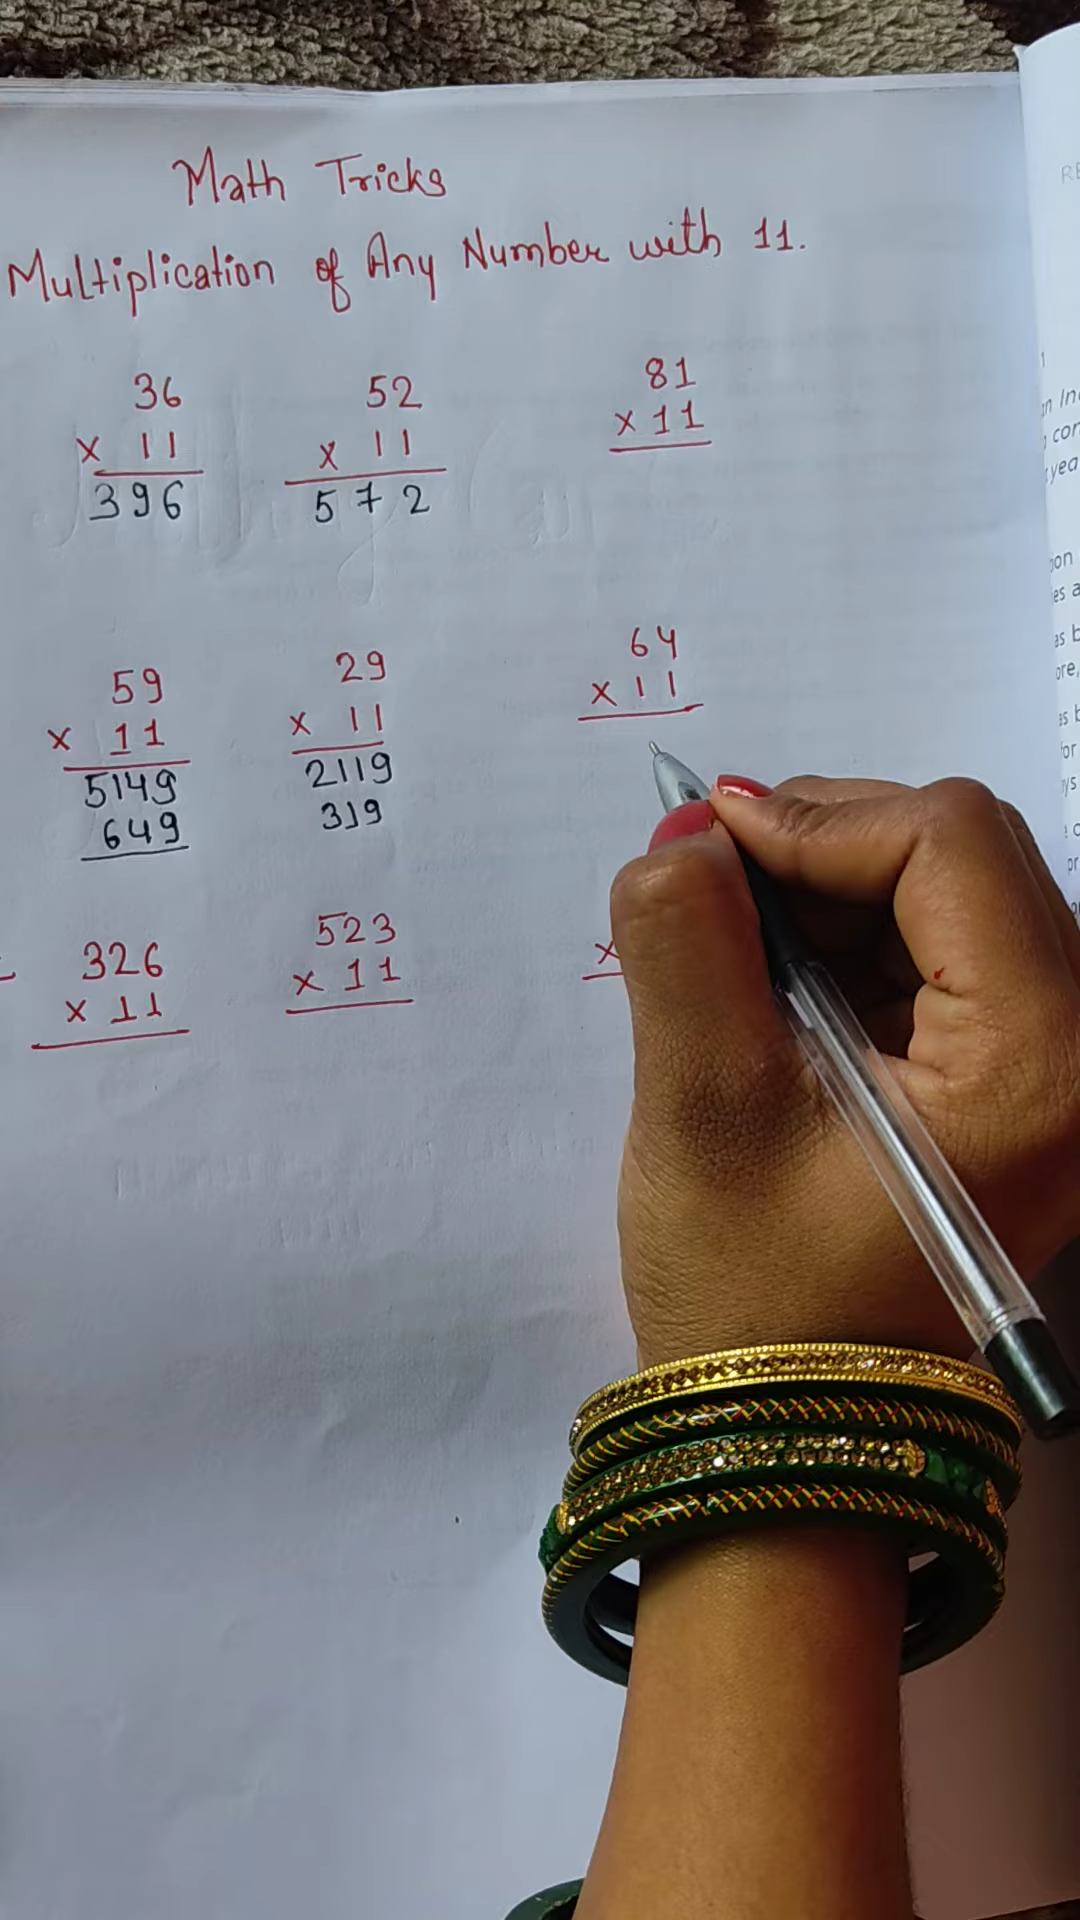 Math Tricks
Multiplication of Any Number with 11.
36 52 81
x 11 x 11 x 11
396 572
59 29 64
x 11 x 11 x 11
5149 2119
649 319
326 523
x 11 x 11 x